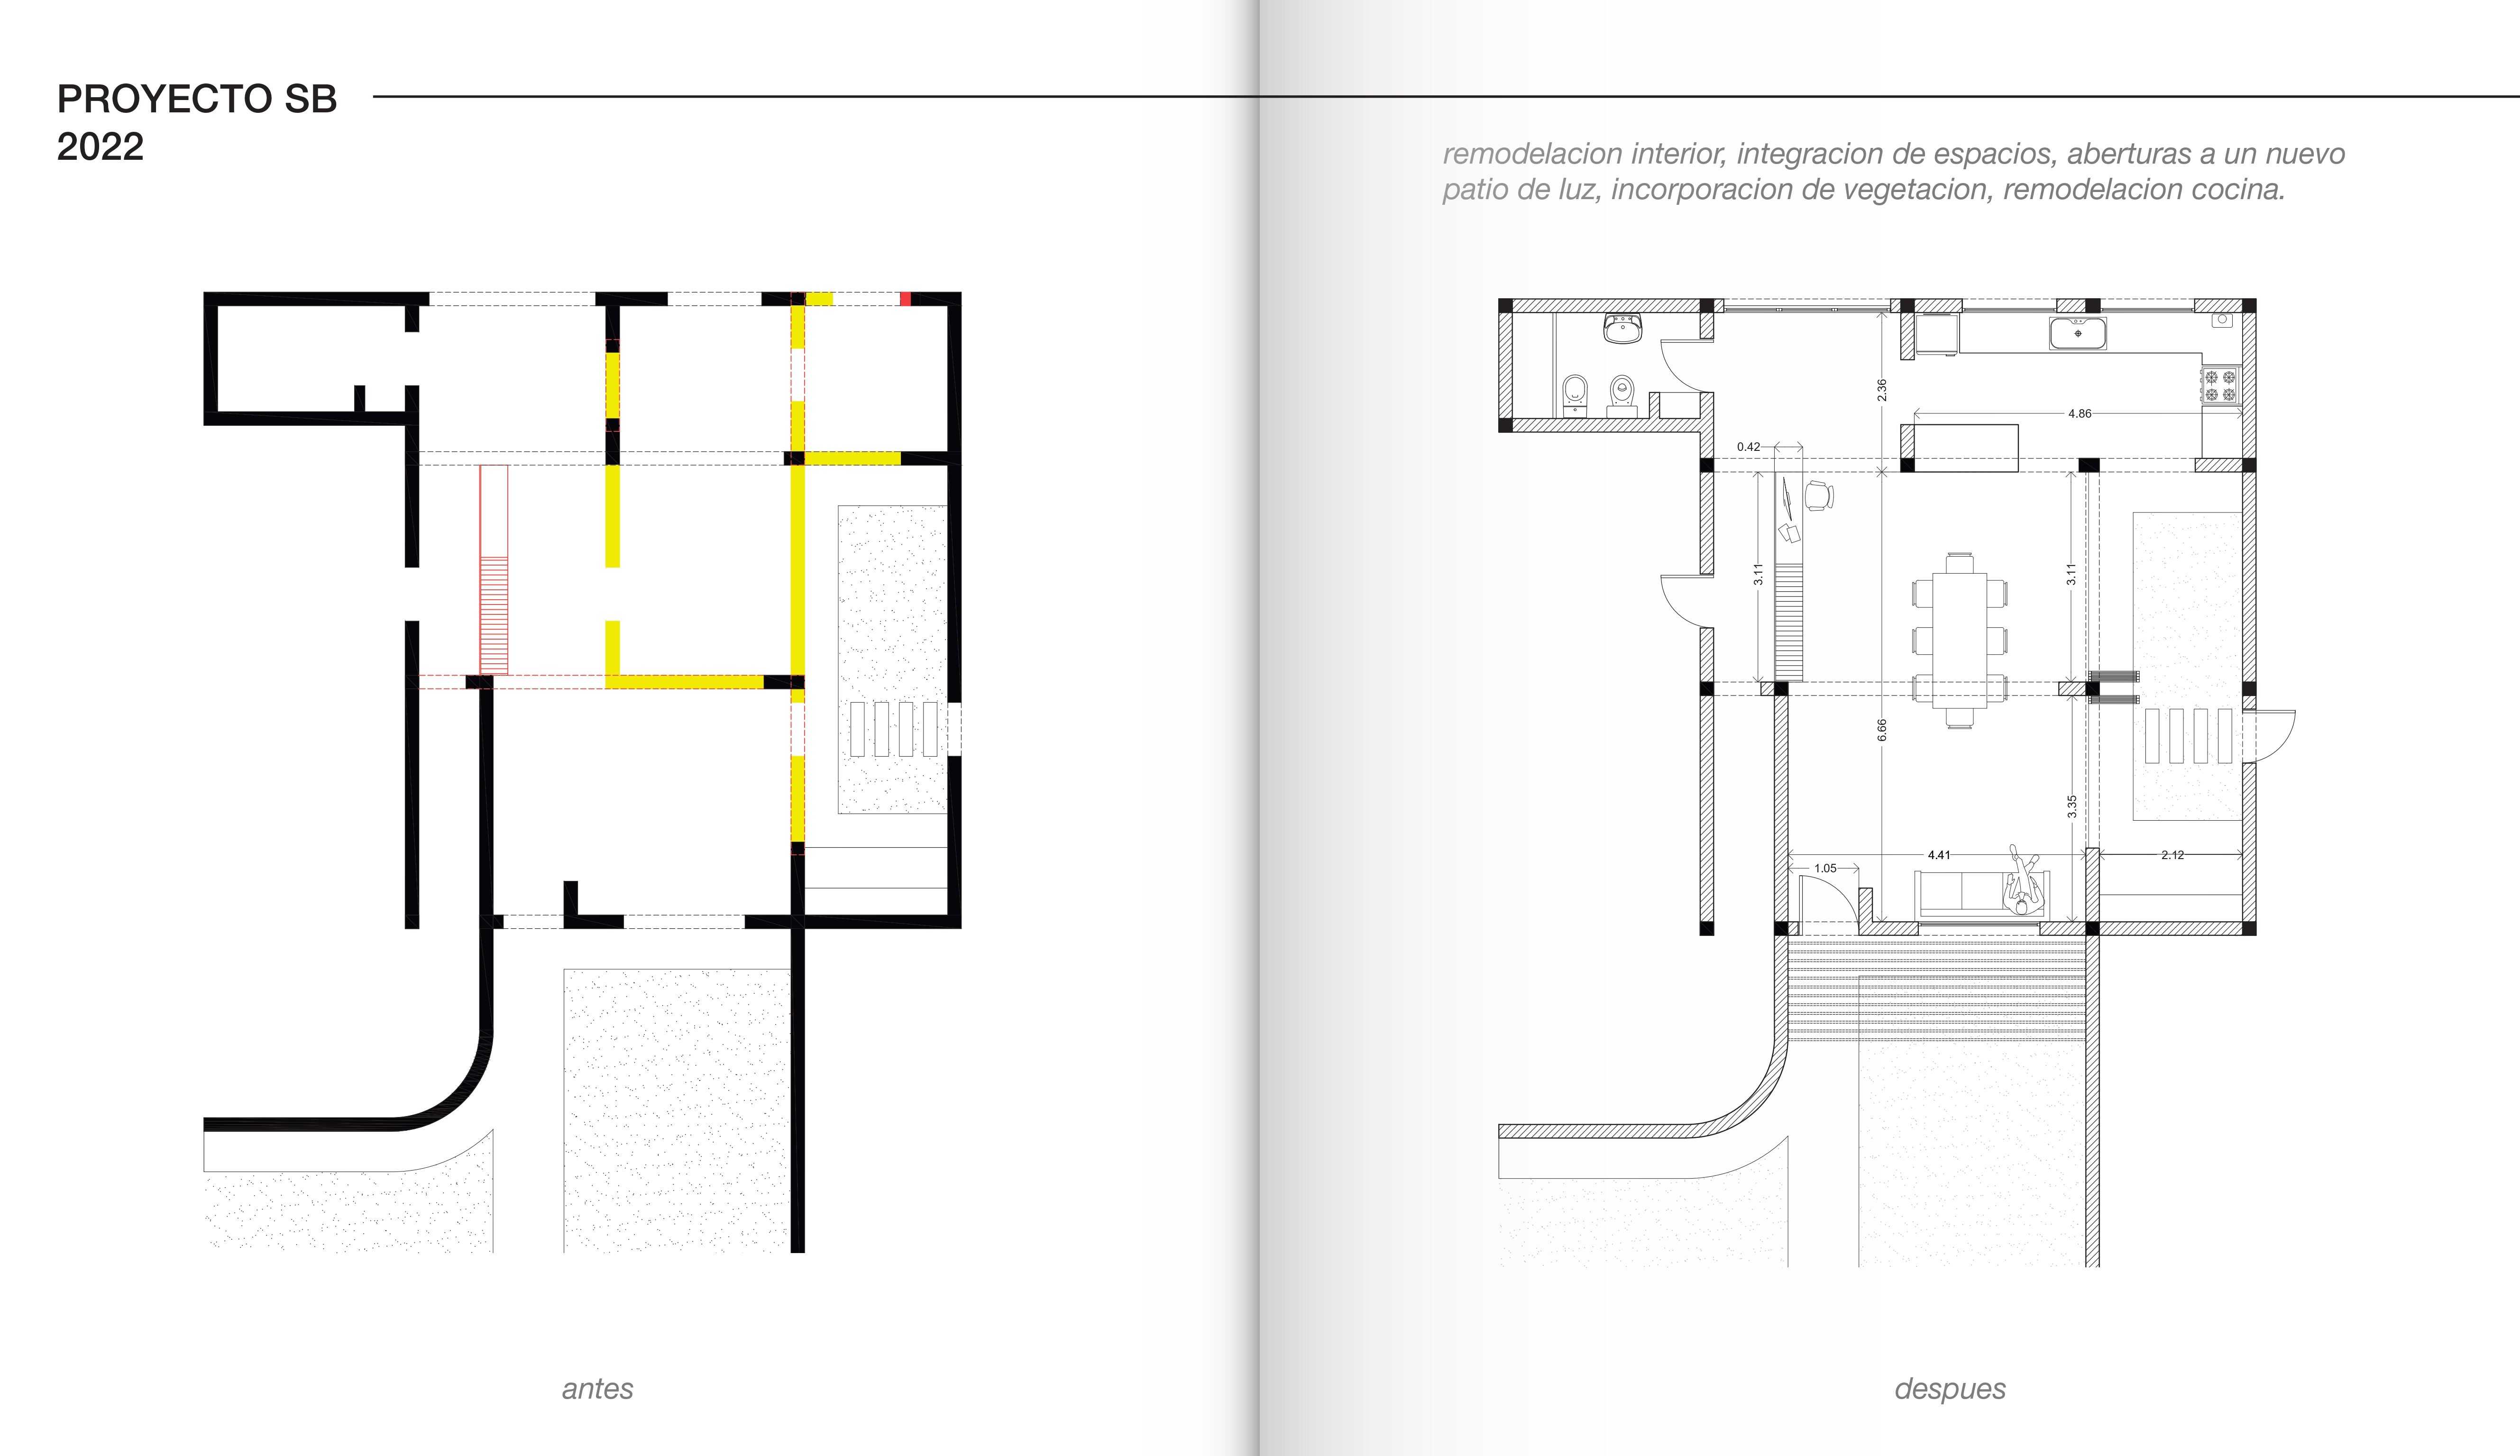 PROYECTO SB
2022
remodelacion interior, integracion de espacios, aberturas a un nuevo
patio de luz, incorporacion de vegetacion, remodelacion cocina.
2.36
4.86
0.42
3.11
3.11
6.66
3.35
4.41
2.12
1.05
antes
despues